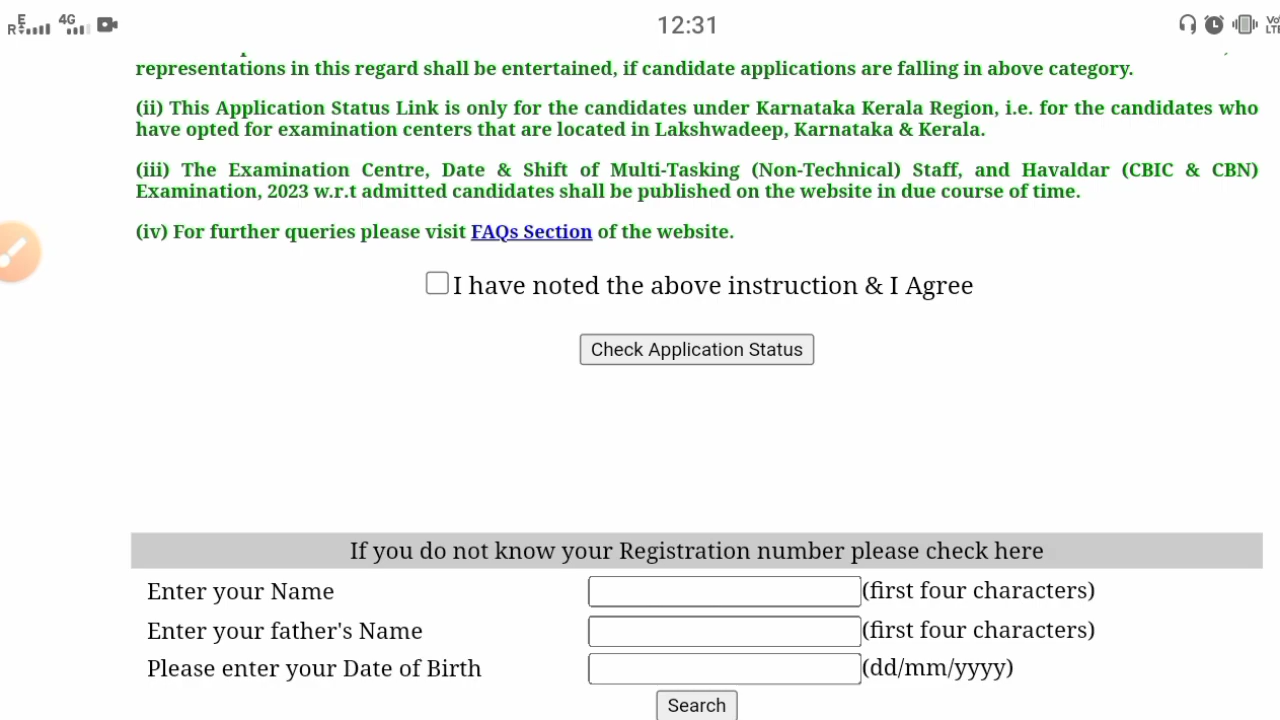 R E 4G 12:31 Vo LTE
representations in this regard shall be entertained, if candidate applications are falling in above category.
(ii) This Application Status Link is only for the candidates under Karnataka Kerala Region, i.e. for the candidates who
have opted for examination centers that are located in Lakshwadeep, Karnataka & Kerala.
(iii) The Examination Centre, Date & Shift of Multi-Tasking (Non-Technical) Staff, and Havaldar (CBIC & CBN)
Examination, 2023 w.r.t admitted candidates shall be published on the website in due course of time.
(iv) For further queries please visit FAQs Section of the website.
I have noted the above instruction & I Agree
Check Application Status
If you do not know your Registration number please check here
Enter your Name (first four characters)
Enter your father's Name (first four characters)
Please enter your Date of Birth (dd/mm/yyyy)
Search